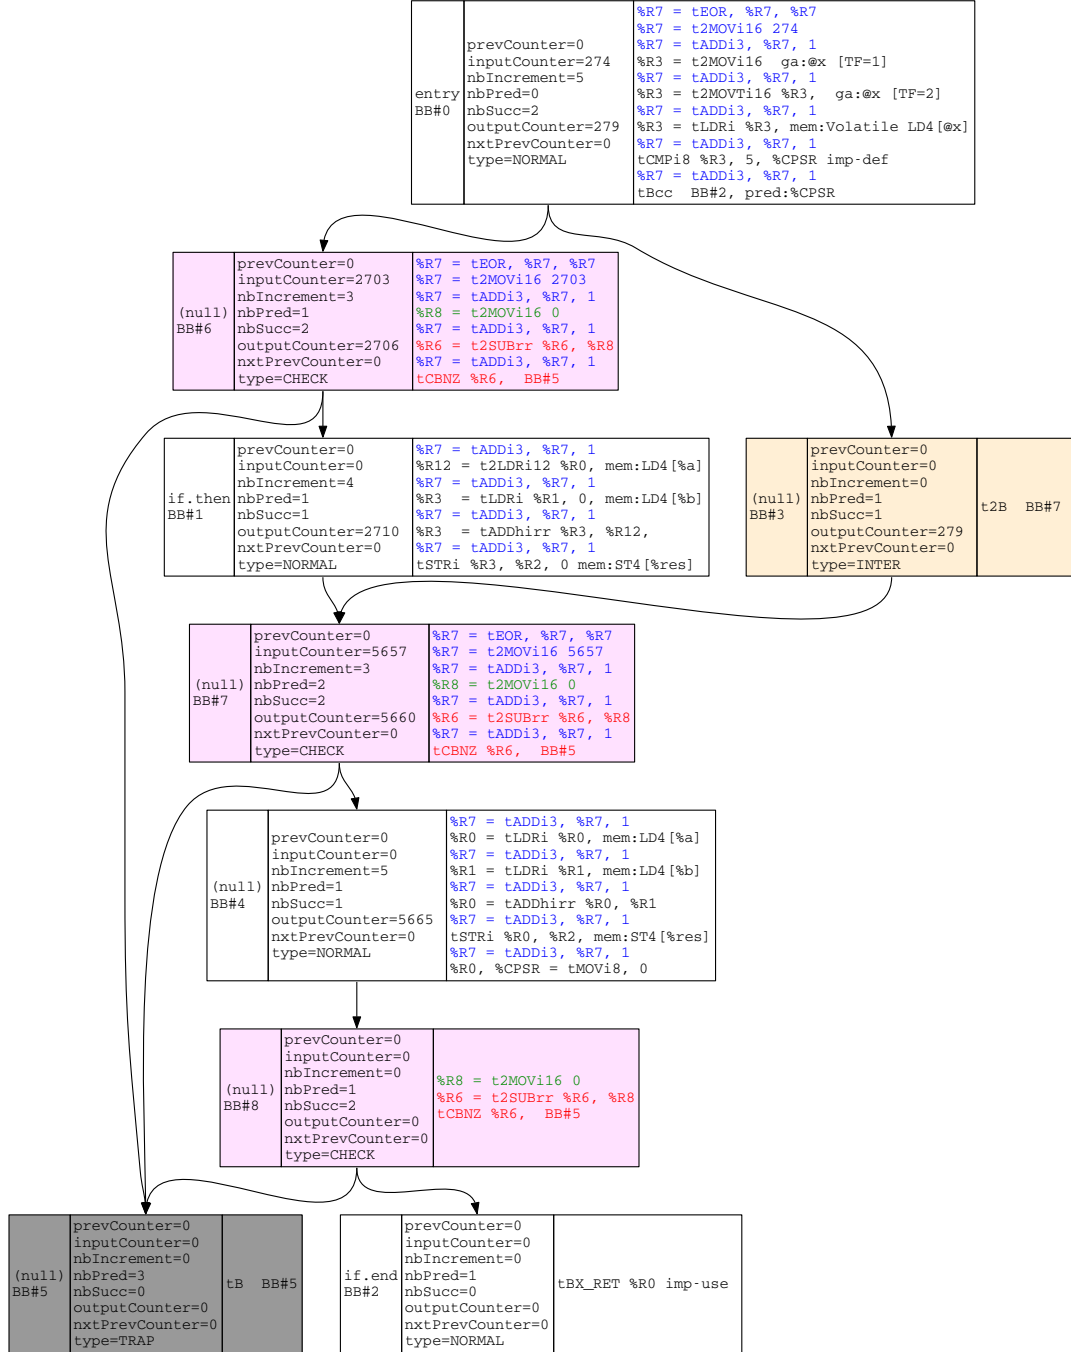 entry
BB#0
prevCounter=0
inputCounter=274
nbIncrement=5
nbPred=0
nbSucc=2
outputCounter=279
nxtPrevCounter=0
type=NORMAL
%R7 = tEOR, %R7, %R7
%R7 = t2MOVi16 274
%R7 = tADDi3, %R7, 1
%R3 = t2MOVi16  ga:@x [TF=1]
%R7 = tADDi3, %R7, 1
%R3 = t2MOVTi16 %R3,  ga:@x [TF=2]
%R7 = tADDi3, %R7, 1
%R3 = tLDRi %R3, mem:Volatile LD4[@x]
%R7 = tADDi3, %R7, 1
tCMPi8 %R3, 5, %CPSR imp-def
%R7 = tADDi3, %R7, 1
tBcc  BB#2, pred:%CPSR
(null)
BB#6
prevCounter=0
inputCounter=2703
nbIncrement=3
nbPred=1
nbSucc=2
outputCounter=2706
nxtPrevCounter=0
type=CHECK
%R7 = tEOR, %R7, %R7
%R7 = t2MOVi16 2703
%R7 = tADDi3, %R7, 1
%R8 = t2MOVi16 0
%R7 = tADDi3, %R7, 1
%R6 = t2SUBrr %R6, %R8
%R7 = tADDi3, %R7, 1
tCBNZ %R6,  BB#5
if.then
BB#1
prevCounter=0
inputCounter=0
nbIncrement=4
nbPred=1
nbSucc=1
outputCounter=2710
nxtPrevCounter=0
type=NORMAL
%R7 = tADDi3, %R7, 1
%R12 = t2LDRi12 %R0, mem:LD4[%a]
%R7 = tADDi3, %R7, 1
%R3  = tLDRi %R1, 0, mem:LD4[%b]
%R7 = tADDi3, %R7, 1
%R3  = tADDhirr %R3, %R12,
%R7 = tADDi3, %R7, 1
tSTRi %R3, %R2, 0 mem:ST4[%res]
(null)
BB#3
prevCounter=0
inputCounter=0
nbIncrement=0
nbPred=1
nbSucc=1
outputCounter=279
nxtPrevCounter=0
type=INTER
t2B  BB#7
(null)
BB#7
prevCounter=0
inputCounter=5657
nbIncrement=3
nbPred=2
nbSucc=2
outputCounter=5660
nxtPrevCounter=0
type=CHECK
%R7 = tEOR, %R7, %R7
%R7 = t2MOVi16 5657
%R7 = tADDi3, %R7, 1
%R8 = t2MOVi16 0
%R7 = tADDi3, %R7, 1
%R6 = t2SUBrr %R6, %R8
%R7 = tADDi3, %R7, 1
tCBNZ %R6,  BB#5
(null)
BB#4
prevCounter=0
inputCounter=0
nbIncrement=5
nbPred=1
nbSucc=1
outputCounter=5665
nxtPrevCounter=0
type=NORMAL
%R7 = tADDi3, %R7, 1
%R0 = tLDRi %R0, mem:LD4[%a]
%R7 = tADDi3, %R7, 1
%R1 = tLDRi %R1, mem:LD4[%b]
%R7 = tADDi3, %R7, 1
%R0 = tADDhirr %R0, %R1
%R7 = tADDi3, %R7, 1
tSTRi %R0, %R2, mem:ST4[%res]
%R7 = tADDi3, %R7, 1
%R0, %CPSR = tMOVi8, 0
(null)
BB#8
prevCounter=0
inputCounter=0
nbIncrement=0
nbPred=1
nbSucc=2
outputCounter=0
nxtPrevCounter=0
type=CHECK
%R8 = t2MOVi16 0
%R6 = t2SUBrr %R6, %R8
tCBNZ %R6,  BB#5
(null)
BB#5
prevCounter=0
inputCounter=0
nbIncrement=0
nbPred=3
nbSucc=0
outputCounter=0
nxtPrevCounter=0
type=TRAP
tB  BB#5
if.end
BB#2
prevCounter=0
inputCounter=0
nbIncrement=0
nbPred=1
nbSucc=0
outputCounter=0
nxtPrevCounter=0
type=NORMAL
tBX_RET %R0 imp-use